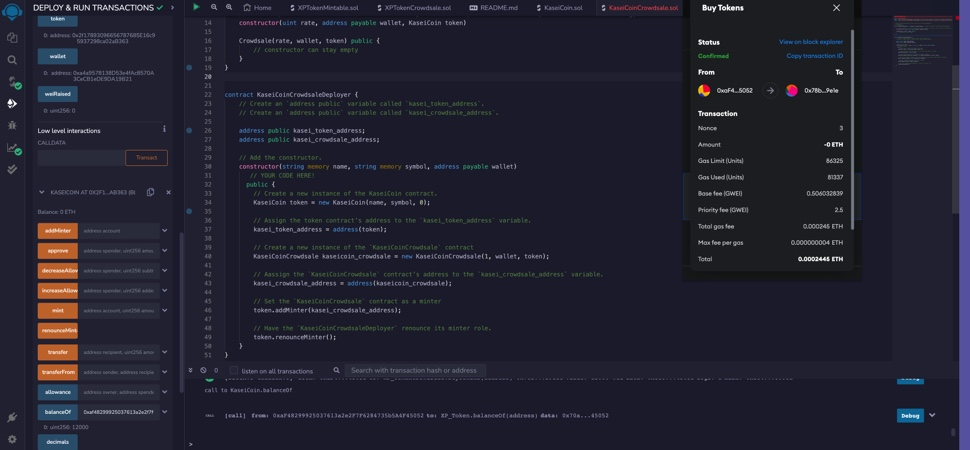 DEPLOY & RUN TRANSACTIONS
token
0: address: 0x2f1789309656787685E16c9
5937298ca02aB363
wallet
0: address: 0xa4a9578138D53e4f4c8570A
3CeCB1eDE9DA19B21
weiRaised
0: uint256: 0
Low level interactions
CALLDATA
Transact
KASEICOIN AT 0X2F1...AB363 (B
Balance: 0 ETH
addMinter address account
approve address spender, uint256 amou
decreaseAllow address spender, uint256 subtr
increaseAllow address spender, uint256 adde
mint address account, uint256 amou
renounceMint
transfer address recipient, uint256 amo
transferFrom address sender, address recipie
allowance address owner, address spende
balanceOf 0xaf48299925037613a2e2f7f
0: uint256: 12000
decimals
Home
XPTokenMintable.sol
XPTokenCrowdsale.sol
README.md
KaseiCoin.sol
KaseiCoinCrowdsale.sol
14 constructor(uint rate, address payable wallet, KaseiCoin token)
15
16 Crowdsale(rate, wallet, token) public {
17 // constructor can stay empty
18 }
19 }
20
21
22 contract KaseiCoinCrowdsaleDeployer {
23 // Create an `address public` variable called `kasei_token_address`.
24 // Create an `address public` variable called `kasei_crowdsale_address`.
25
26 address public kasei_token_address;
27 address public kasei_crowdsale_address;
28
29 // Add the constructor.
30 constructor(string memory name, string memory symbol, address payable wallet)
31 // YOUR CODE HERE!
32 public {
33 // Create a new instance of the KaseiCoin contract.
34 KaseiCoin token = new KaseiCoin(name, symbol, 0);
35
36 // Assign the token contract's address to the `kasei_token_address` variable.
37 kasei_token_address = address(token);
38
39 // Create a new instance of the `KaseiCoinCrowdsale` contract
40 KaseiCoinCrowdsale kaseicoin_crowdsale = new KaseiCoinCrowdsale(1, wallet, token);
41
42 // Aassign the `KaseiCoinCrowdsale` contract's address to the `kasei_crowdsale_address` variable.
43 kasei_crowdsale_address = address(kaseicoin_crowdsale);
44
45 // Set the `KaseiCoinCrowdsale` contract as a minter
46 token.addMinter(kasei_crowdsale_address);
47
48 // Have the `KaseiCoinCrowdsaleDeployer` renounce its minter role.
49 token.renounceMinter();
50 }
51 }
0 listen on all transactions Search with transaction hash or address
Debug
call to KaseiCoin.balanceOf
CALL [call] from: 0xaF48299925037613a2e2F7F6284735b5A4F45052 to: XP_Token.balanceOf(address) data: 0x70a...45052
Debug
>
Buy Tokens
Status View on block explorer
Confirmed Copy transaction ID
From To
0xaF4...5052 0x78b...9e1e
Transaction
Nonce 3
Amount -0 ETH
Gas Limit (Units) 86325
Gas Used (Units) 81337
Base fee (GWEI) 0.506032839
Priority fee (GWEI) 2.5
Total gas fee 0.000245 ETH
Max fee per gas 0.000000004 ETH
Total 0.0002445 ETH